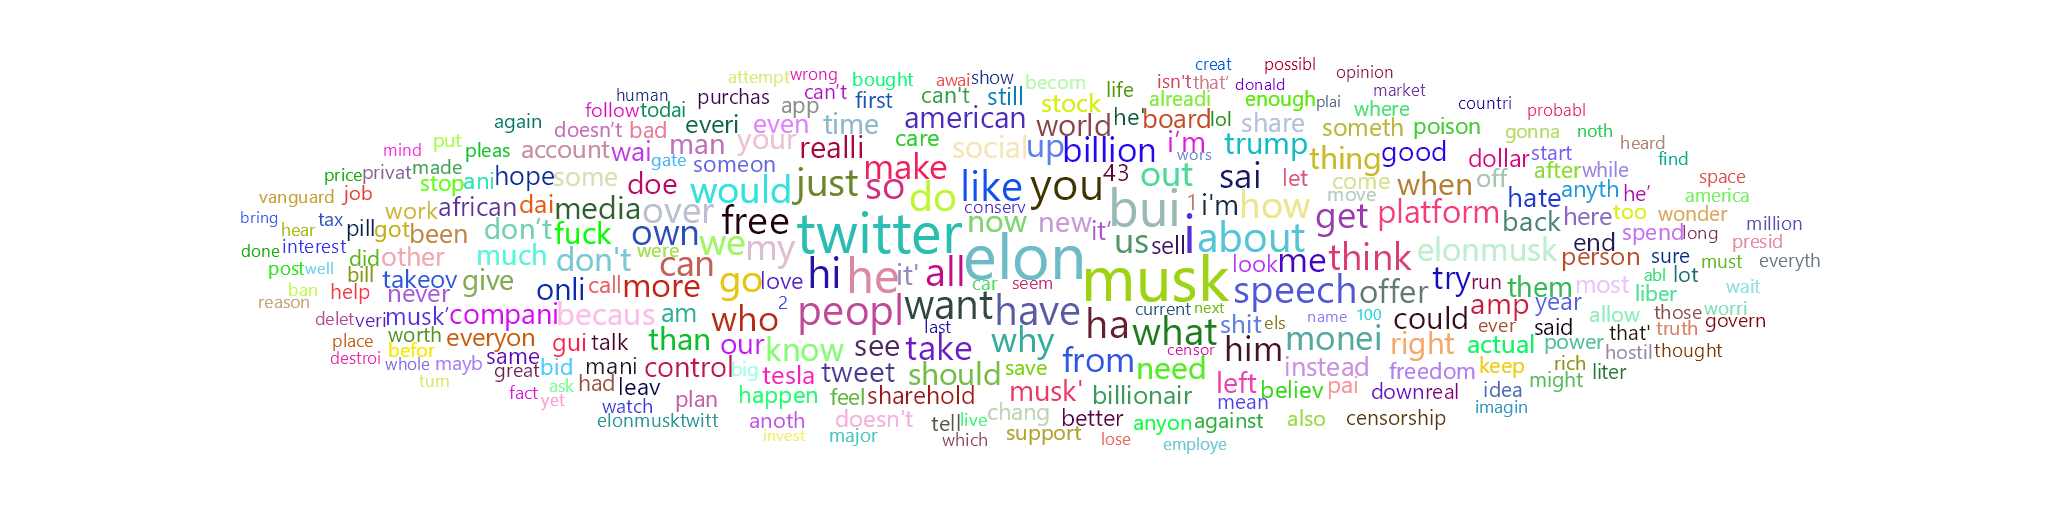 creat possibl
attempt wrong bought awai show becom life isn't that' donald opinion
human purchas can't first can't still stock alreadi enough plai market countri
follow todai app american world he' board lol share where probabl
again doesn't bad everi even time care someth poison gonna noth
put man your realli social up billion i'm trump thing good heard
mind pleas account wai gate someon make wors dollar start find
price privat made stop ani hope some doe would just so do like you 43 out sai let come when off after while space
vanguard job work african dai media over free conserv bui 1 i'm how move get platform hate anyth he' america
bring tax pill got been don't fuck own we my twitter now new it' us sell i about back here too wonder million
hear interest did other much don't were can elon look me think elonmusk end person spend long presid
done post well bill takeov give onli call more go love hi he it' all car seem musk speech offer try run them sure must everyth
ban help never most abl lot wait
reason musk' compani becaus am who 2 peopl want have current next name 100 could amp year liber
delet veri worth everyon gui talk than our know last ha what shit els monei ever said allow those worri govern
place befor same mani control see take why censor him right actual that' truth power
destroi whole mayb great bid big tesla tweet should save from need instead freedom keep rich hostil thought
turn fact ask had leav happen feel sharehold musk' billionair left believ pai downreal might liter
yet watch plan chang better mean idea imagin
elonmusktwitt anoth doesn't tell live anyon against also censorship
invest major which support lose employe